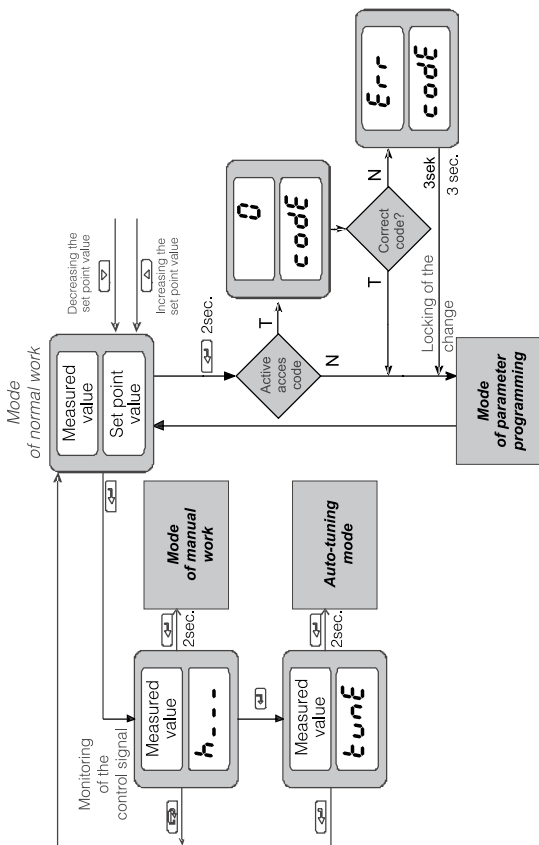 Mode
of normal work
Measured
value
Set point
value
Decreasing the
set point value
Increasing the
set point value
2sec.
Active
acces
code
T
N
0
codE
Correct
code?
T
N
Err
codE
3sek
3 sec.
Locking of the
change
Mode
of parameter
programming
Monitoring
of the
control signal
Measured
value
h---
2sec.
Mode
of manual
work
Measured
value
tunE
2sec.
Auto-tuning
mode